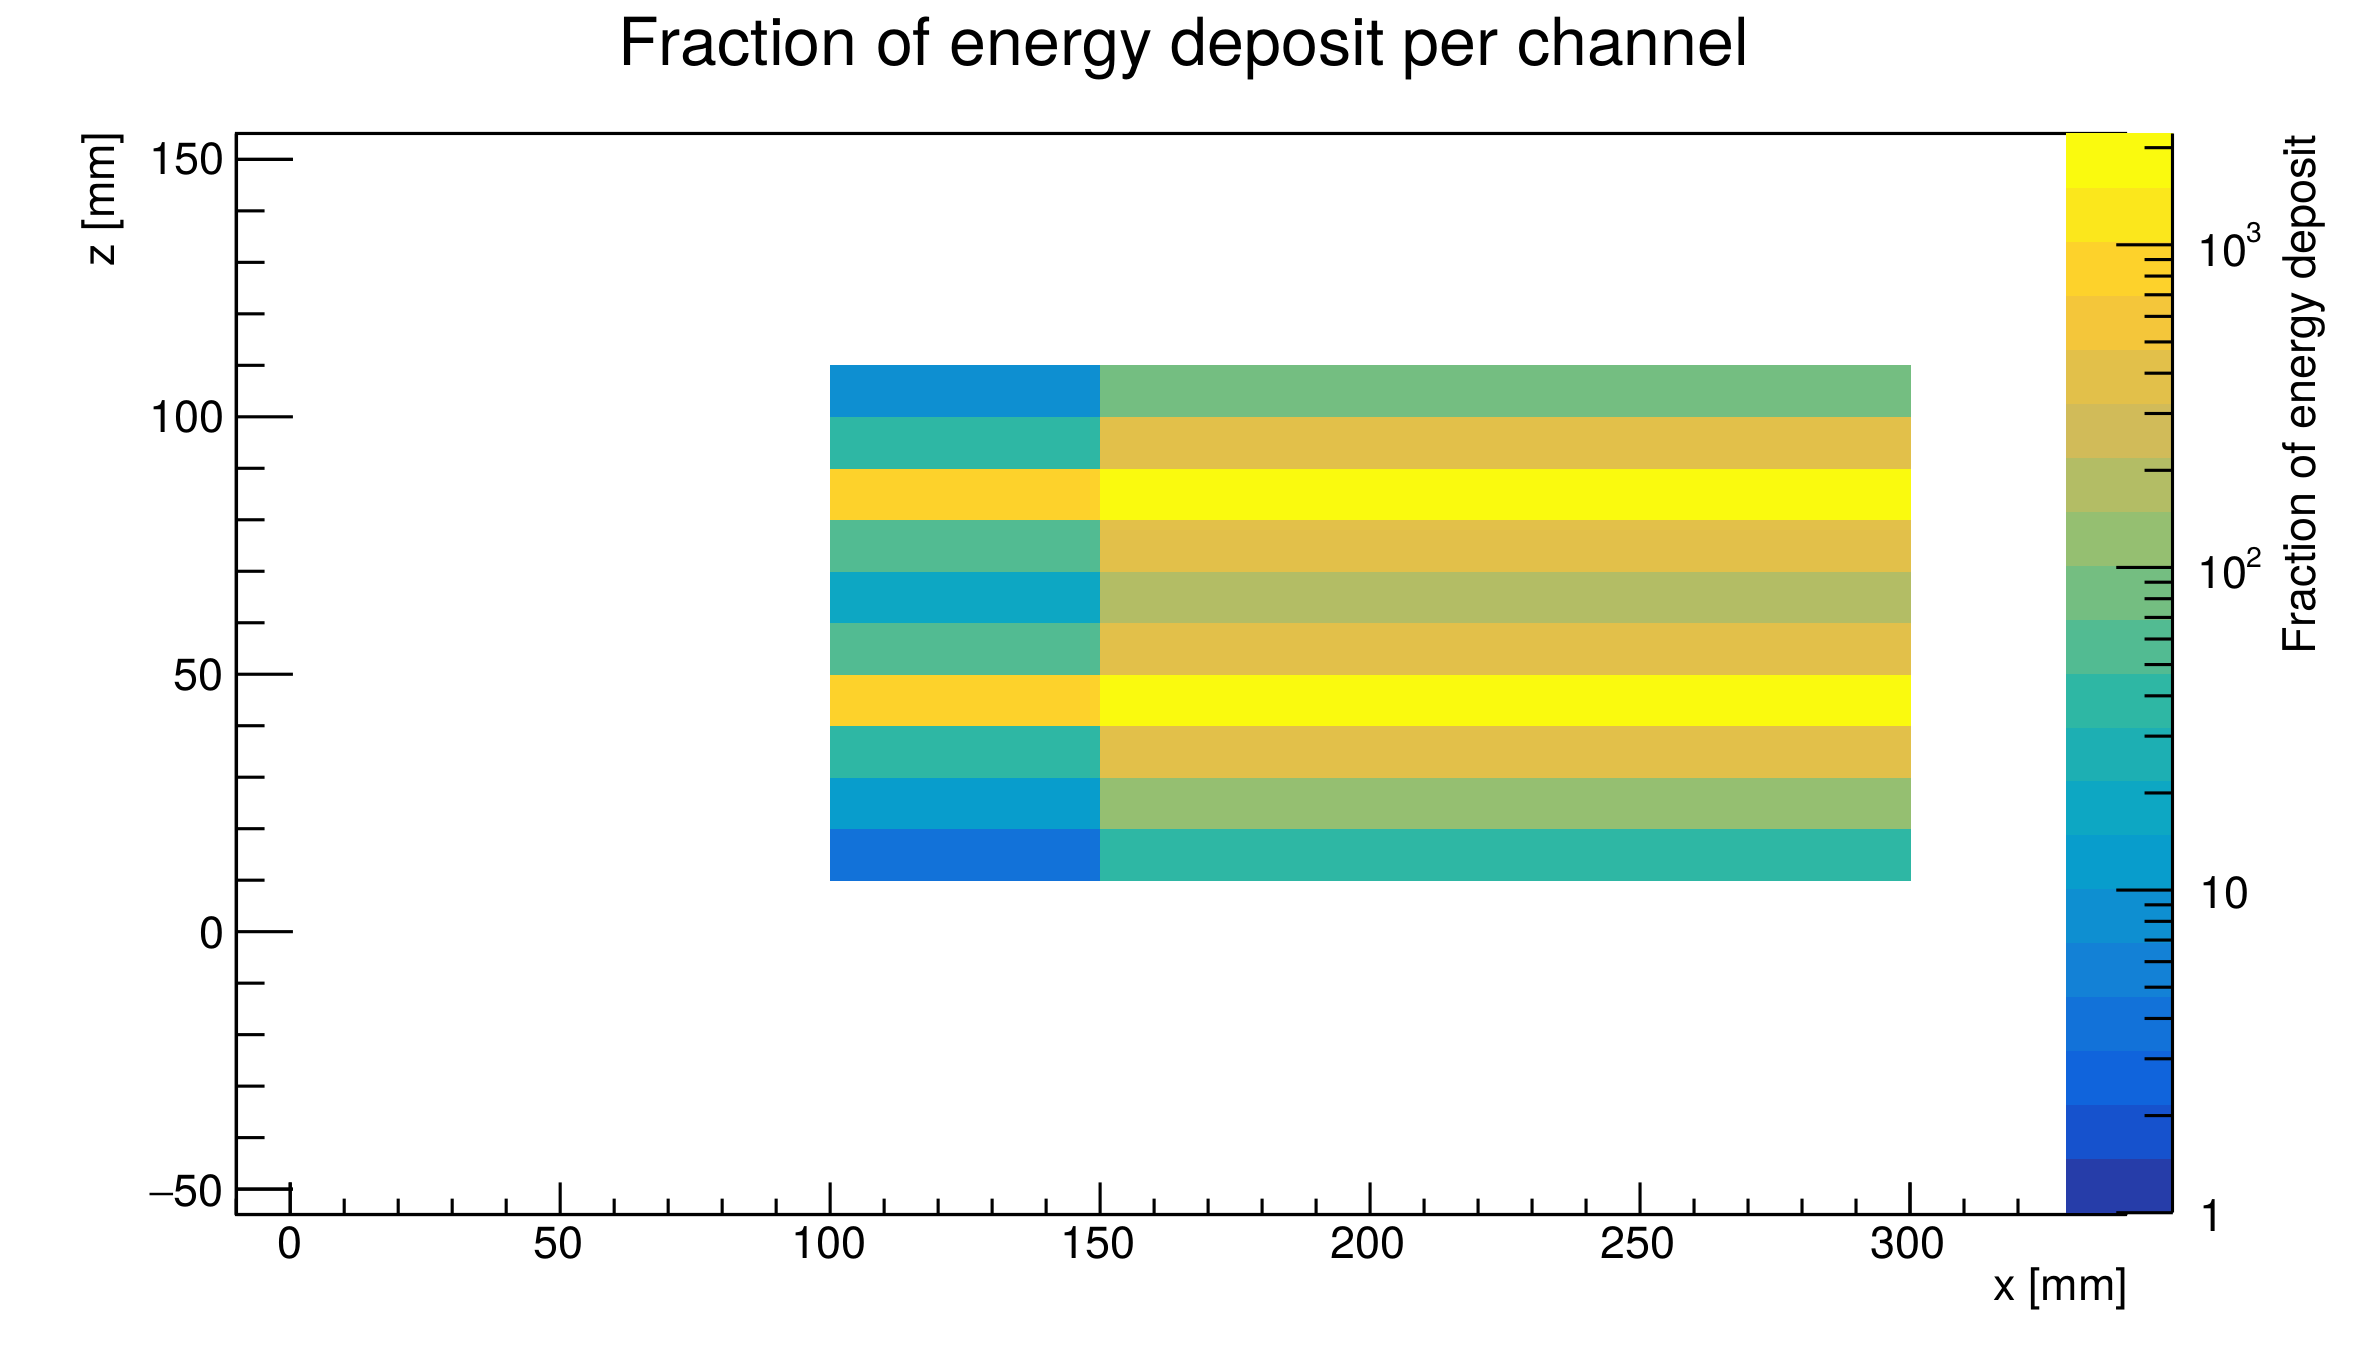 Fraction of energy deposit per channel
z [mm]
150
100
50
0
−50
0 50 100 150 200 250 300
x [mm]
10³
10²
10
1
Fraction of energy deposit